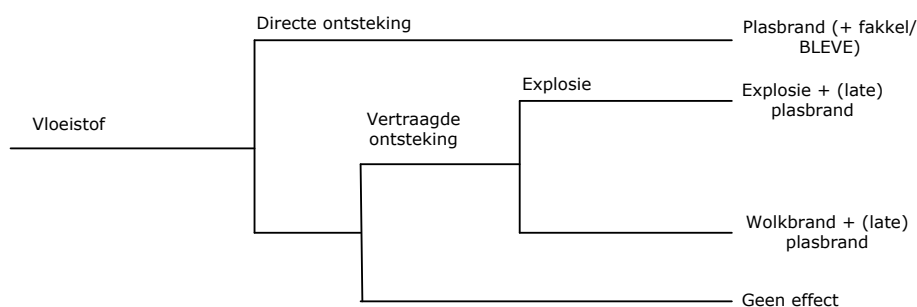 Directe ontsteking
Plasbrand (+ fakkel/
BLEVE)
Explosie
Explosie + (late)
plasbrand
Vloeistof
Vertraagde
ontsteking
Wolkbrand + (late)
plasbrand
Geen effect